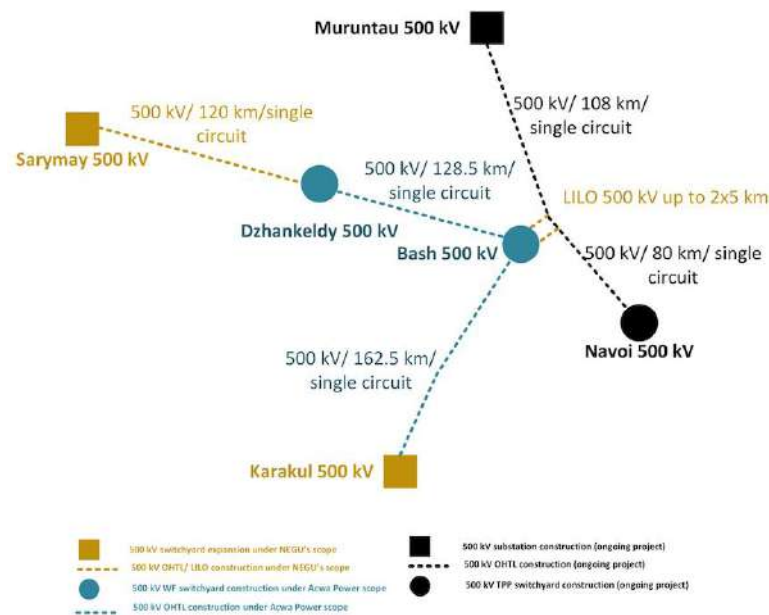 Muruntau 500 kV
500 kV/ 120 km/single
circuit
500 kV/ 108 km/
single circuit
Sarymay 500 kV
500 kV/ 128.5 km/
single circuit
LILO 500 kV up to 2x5 km
Dzhankeldy 500 kV
Bash 500 kV
500 kV/ 80 km/ single
circuit
Navoi 500 kV
500 kV/ 162.5 km/
single circuit
Karakul 500 kV
500 kV switchyard expansion under NEGU's scope
500 kV OHTL/ LILO construction under NEGU's scope
500 kV WF switchyard construction under Acwa Power scope
500 kV OHTL construction under Acwa Power scope
500 kV substation construction (ongoing project)
500 kV OHTL construction (ongoing project)
500 kV TPP switchyard construction (ongoing project)